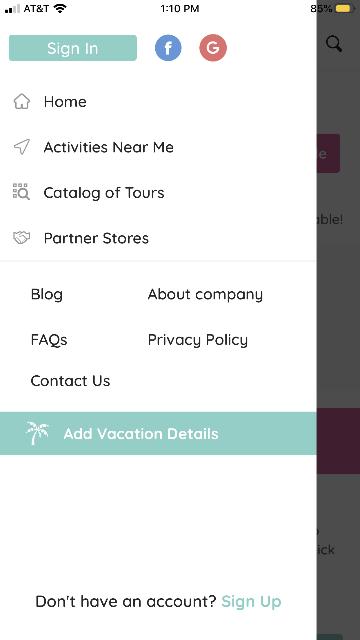 AT&T 1:10 PM 85%
Sign In f G
Home
Activities Near Me
Catalog of Tours
Partner Stores
able!
Blog About company
FAQs Privacy Policy
Contact Us
Add Vacation Details
ick
Don't have an account? Sign Up